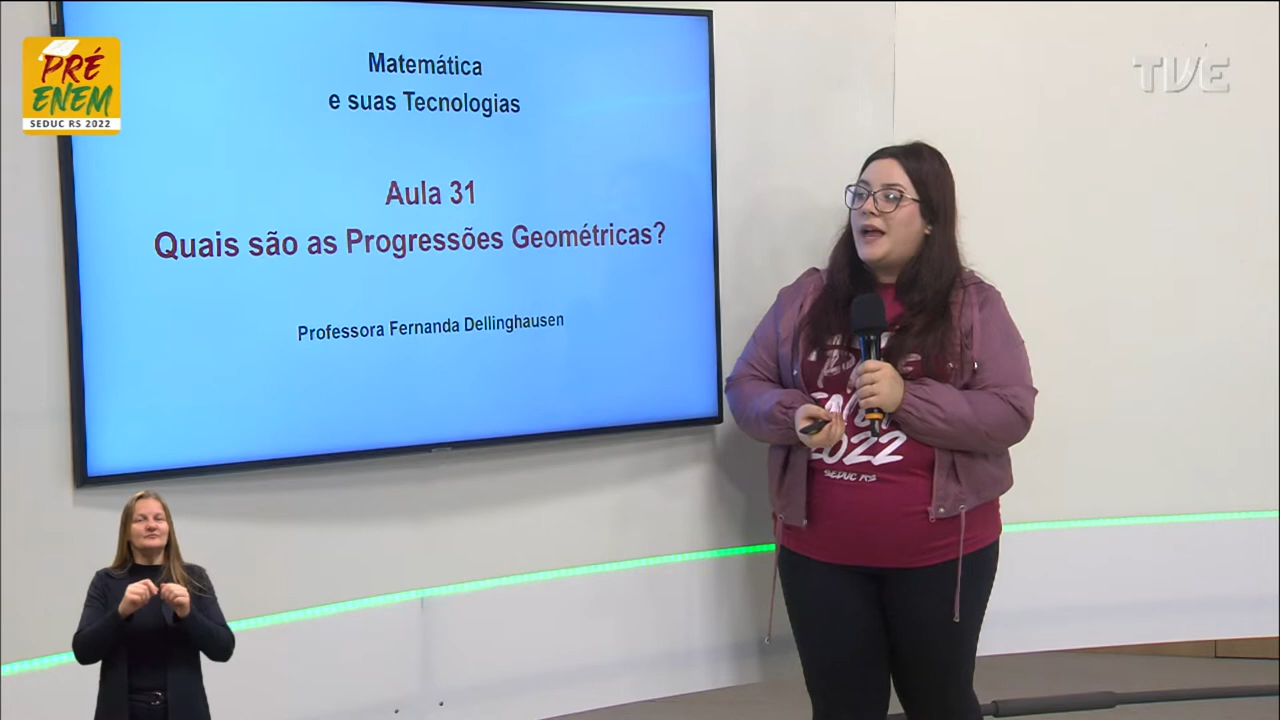 PRÉ
ENEM
SEDUC RS 2022
TVE
Matemática
e suas Tecnologias
Aula 31
Quais são as Progressões Geométricas?
Professora Fernanda Dellinghausen
2022
SEDUC RS